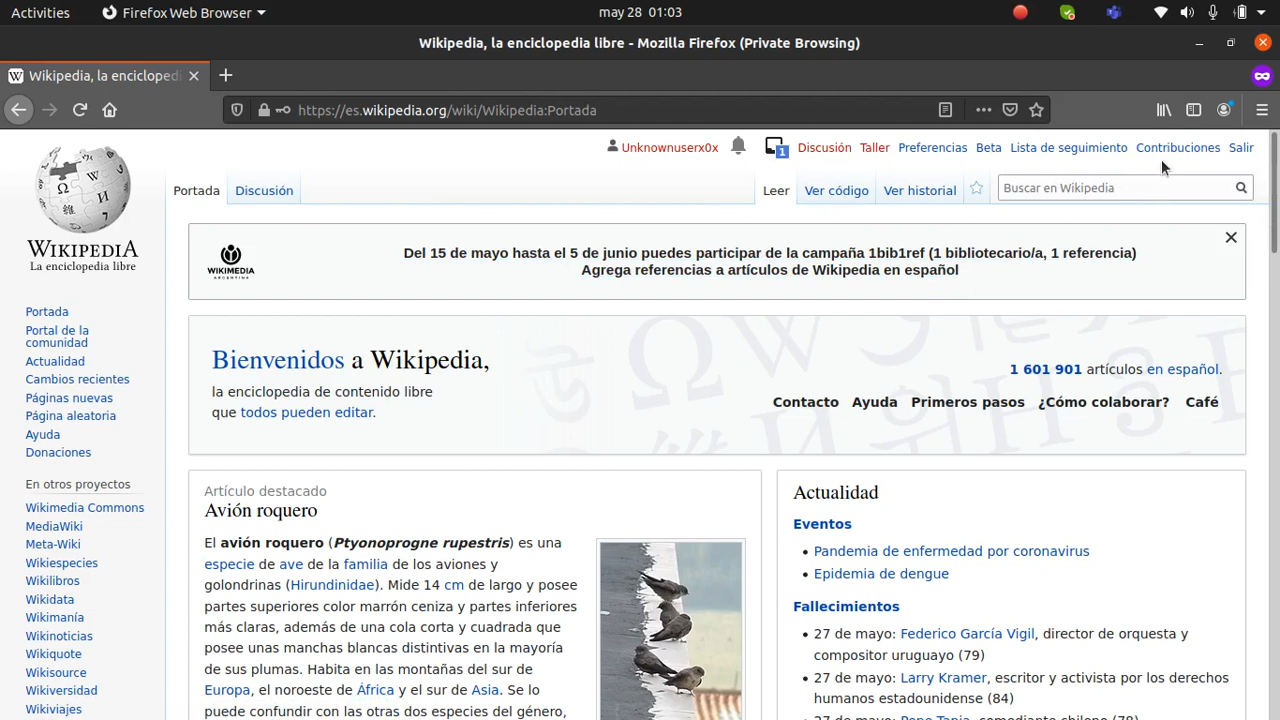 Activities Firefox Web Browser may 28 01:03
Wikipedia, la enciclopedia libre - Mozilla Firefox (Private Browsing)
W Wikipedia, la encicloped
https://es.wikipedia.org/wiki/Wikipedia:Portada
Unknownuserx0x 1 Discusión Taller Preferencias Beta Lista de seguimiento Contribuciones Salir
Portada Discusión Leer Ver código Ver historial Buscar en Wikipedia
WIKIPEDIA
La enciclopedia libre
WIKIMEDIA
ARGENTINA
Del 15 de mayo hasta el 5 de junio puedes participar de la campaña 1bib1ref (1 bibliotecario/a, 1 referencia)
Agrega referencias a artículos de Wikipedia en español
Portada
Portal de la
comunidad
Actualidad
Cambios recientes
Páginas nuevas
Página aleatoria
Ayuda
Donaciones
En otros proyectos
Wikimedia Commons
MediaWiki
Meta-Wiki
Wikiespecies
Wikilibros
Wikidata
Wikimanía
Wikinoticias
Wikiquote
Wikisource
Wikiversidad
Wikiviajes
Bienvenidos a Wikipedia,
la enciclopedia de contenido libre
que todos pueden editar.
1 601 901 artículos en español.
Contacto Ayuda Primeros pasos ¿Cómo colaborar? Café
Artículo destacado
Avión roquero
El avión roquero (Ptyonoprogne rupestris) es una
especie de ave de la familia de los aviones y
golondrinas (Hirundinidae). Mide 14 cm de largo y posee
partes superiores color marrón ceniza y partes inferiores
más claras, además de una cola corta y cuadrada que
posee unas manchas blancas distintivas en la mayoría
de sus plumas. Habita en las montañas del sur de
Europa, el noroeste de África y el sur de Asia. Se lo
puede confundir con las otras dos especies del género,
Actualidad
Eventos
• Pandemia de enfermedad por coronavirus
• Epidemia de dengue
Fallecimientos
• 27 de mayo: Federico García Vigil, director de orquesta y
compositor uruguayo (79)
• 27 de mayo: Larry Kramer, escritor y activista por los derechos
humanos estadounidense (84)
• 27 de mayo: Pepe Tapia, comediante chileno (78)